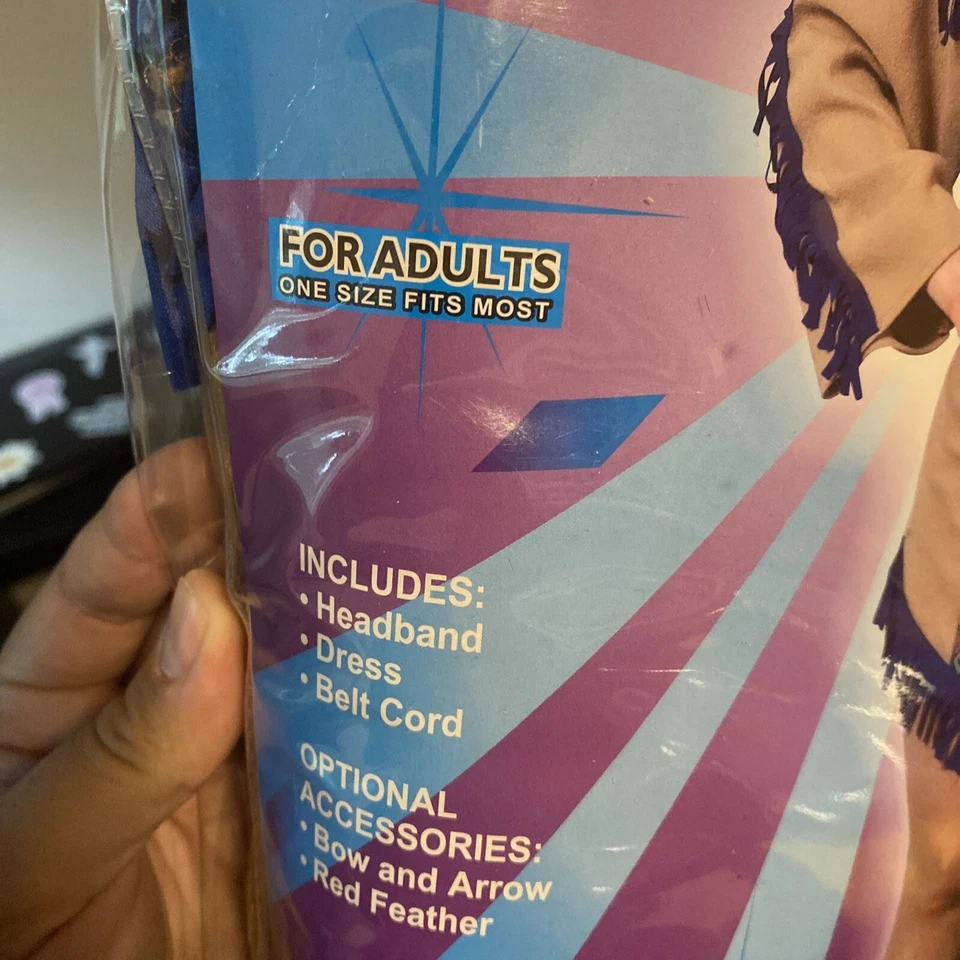 FOR ADULTS
ONE SIZE FITS MOST
INCLUDES:
• Headband
• Dress
• Belt Cord
OPTIONAL
ACCESSORIES:
• Bow and Arrow
• Red Feather